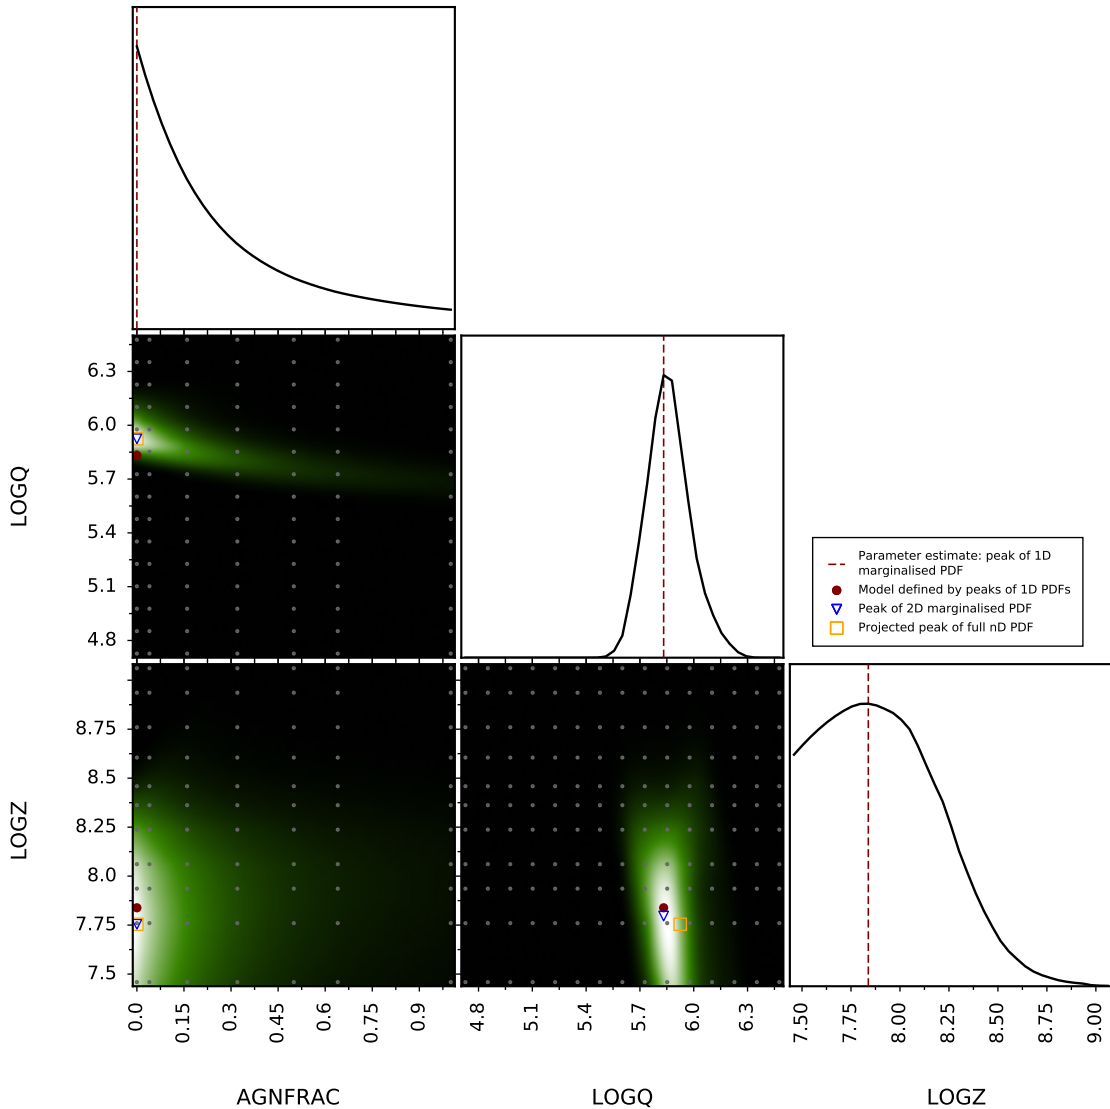 6.3
6.0
5.7
5.4
5.1
4.8
LOGQ
Parameter estimate: peak of 1D
marginalised PDF
Model defined by peaks of 1D PDFs
Peak of 2D marginalised PDF
Projected peak of full nD PDF
8.75
8.5
8.25
8.0
7.75
7.5
LOGZ
0.0 0.15 0.3 0.45 0.6 0.75 0.9
4.8 5.1 5.4 5.7 6.0 6.3
7.50 7.75 8.00 8.25 8.50 8.75 9.00
AGNFRAC
LOGQ
LOGZ